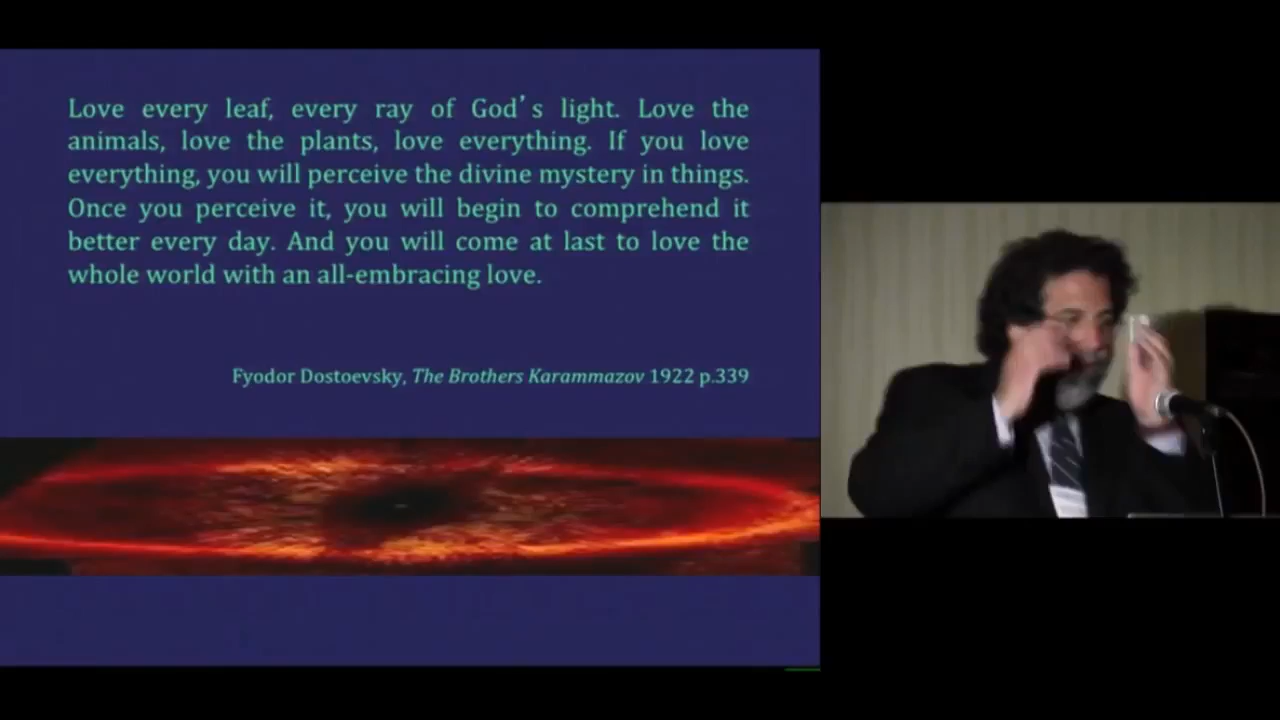 Love every leaf, every ray of God's light. Love the
animals, love the plants, love everything. If you love
everything, you will perceive the divine mystery in things.
Once you perceive it, you will begin to comprehend it
better every day. And you will come at last to love the
whole world with an all-embracing love.
Fyodor Dostoevsky, The Brothers Karammazov 1922 p.339